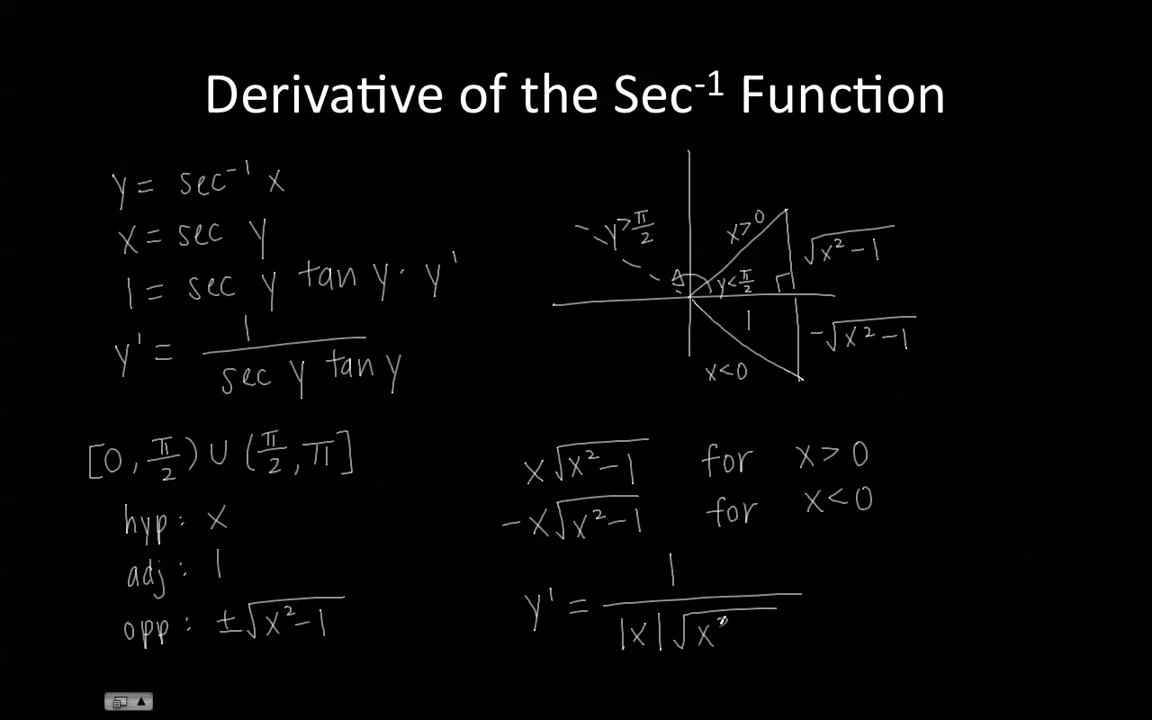 Derivative of the Sec⁻¹ Function
y = sec⁻¹ x
x = sec y
1 = sec y tan y · y'
y' = 1 / (sec y tan y)
[0, π/2) ∪ (π/2, π]
hyp: x
adj: 1
opp: ±√(x²-1)
y > π/2
x > 0
√(x²-1)
y < π/2
1
-√(x²-1)
x < 0
x√(x²-1) for x > 0
-x√(x²-1) for x < 0
y' = 1 / (|x|√(x²